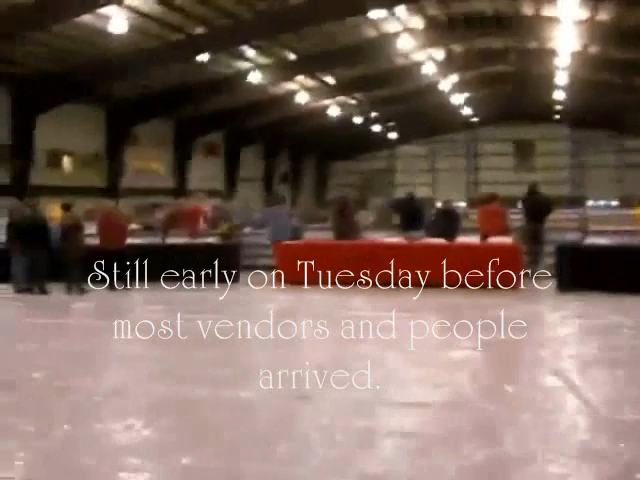 Still early on Tuesday before
most vendors and people
arrived.